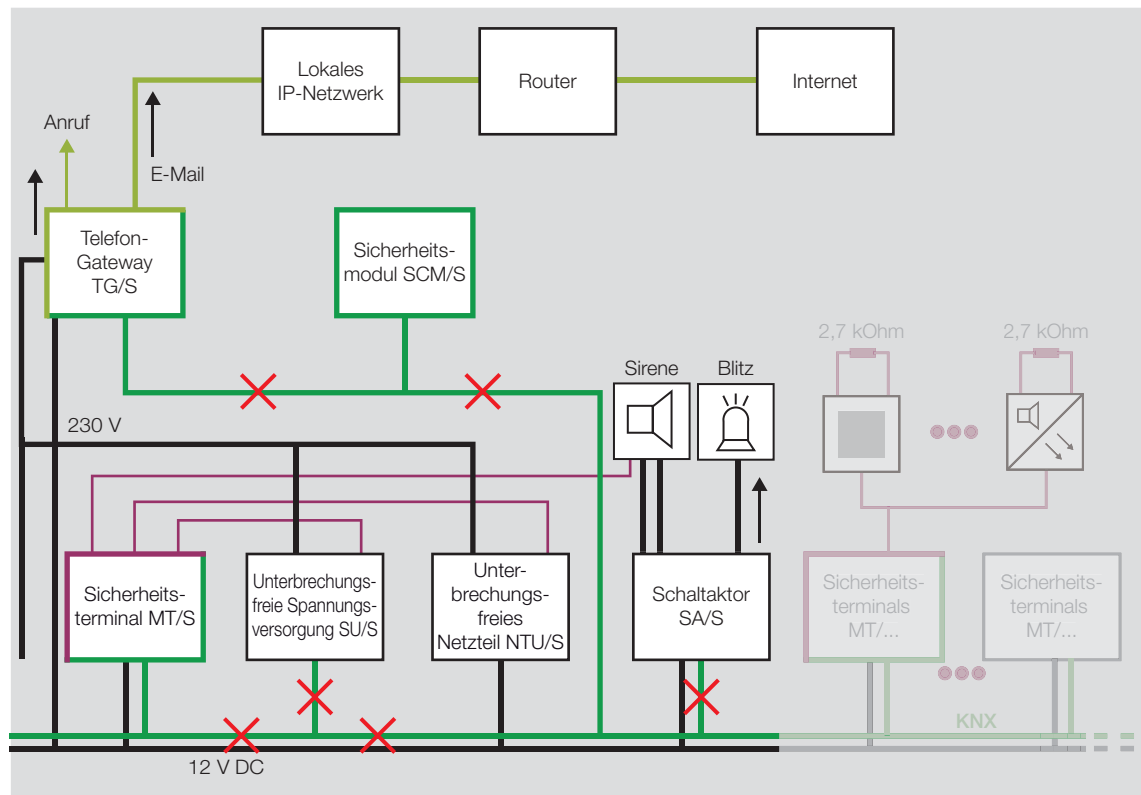 Lokales
IP-Netzwerk
Router
Internet
Anruf
E-Mail
Telefon-
Gateway
TG/S
Sicherheits-
modul SCM/S
2,7 kOhm
2,7 kOhm
Sirene
Blitz
230 V
Sicherheits-
terminal MT/S
Unterbrechungs-
freie Spannungs-
versorgung SU/S
Unter-
brechungs-
freies
Netzteil NTU/S
Schaltaktor
SA/S
Sicherheits-
terminals
MT/...
Sicherheits-
terminals
MT/...
KNX
12 V DC